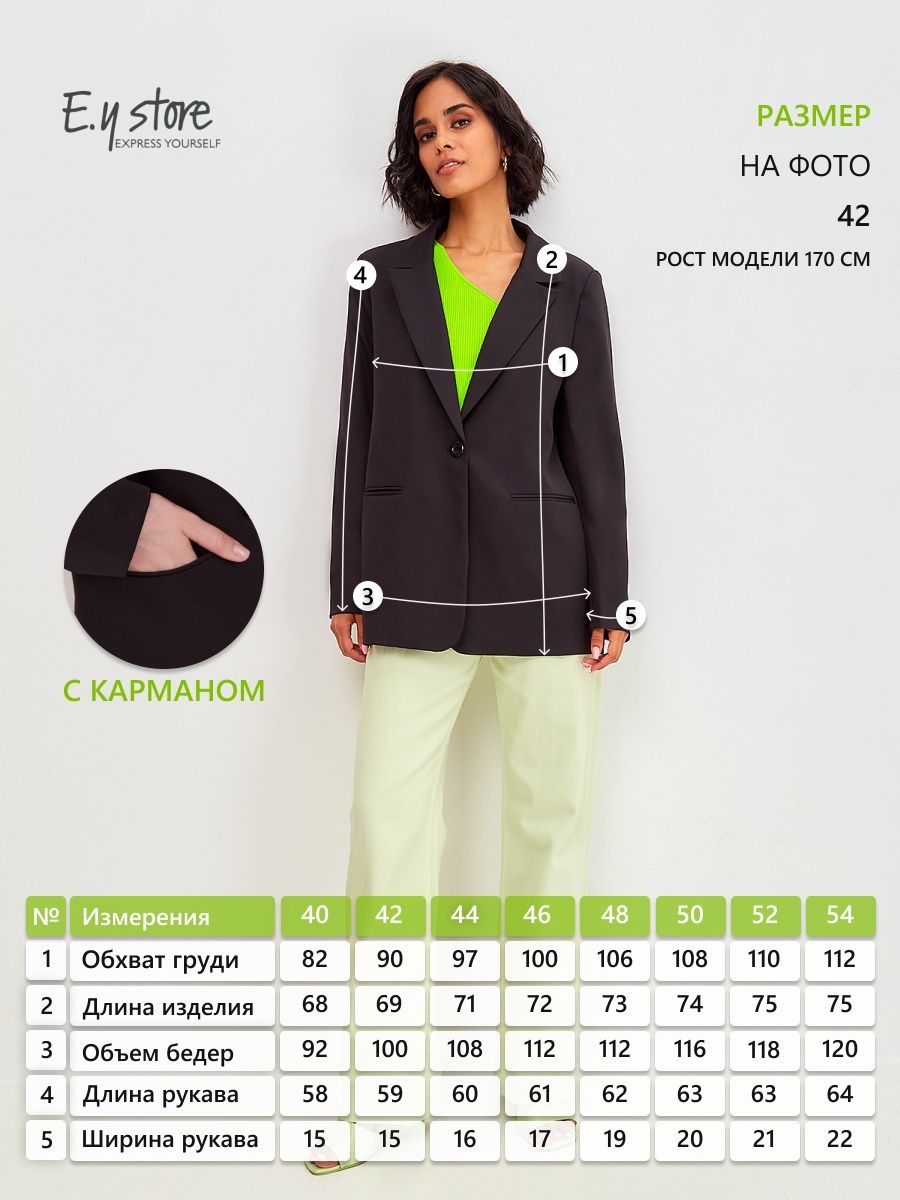 E.y store
EXPRESS YOURSELF
РАЗМЕР
НА ФОТО
42
РОСТ МОДЕЛИ 170 СМ
4
2
1
3
5
С КАРМАНОМ
№ Измерения 40 42 44 46 48 50 52 54
1 Обхват груди 82 90 97 100 106 108 110 112
2 Длина изделия 68 69 71 72 73 74 75 75
3 Объем бедер 92 100 108 112 112 116 118 120
4 Длина рукава 58 59 60 61 62 63 63 64
5 Ширина рукава 15 15 16 17 19 20 21 22